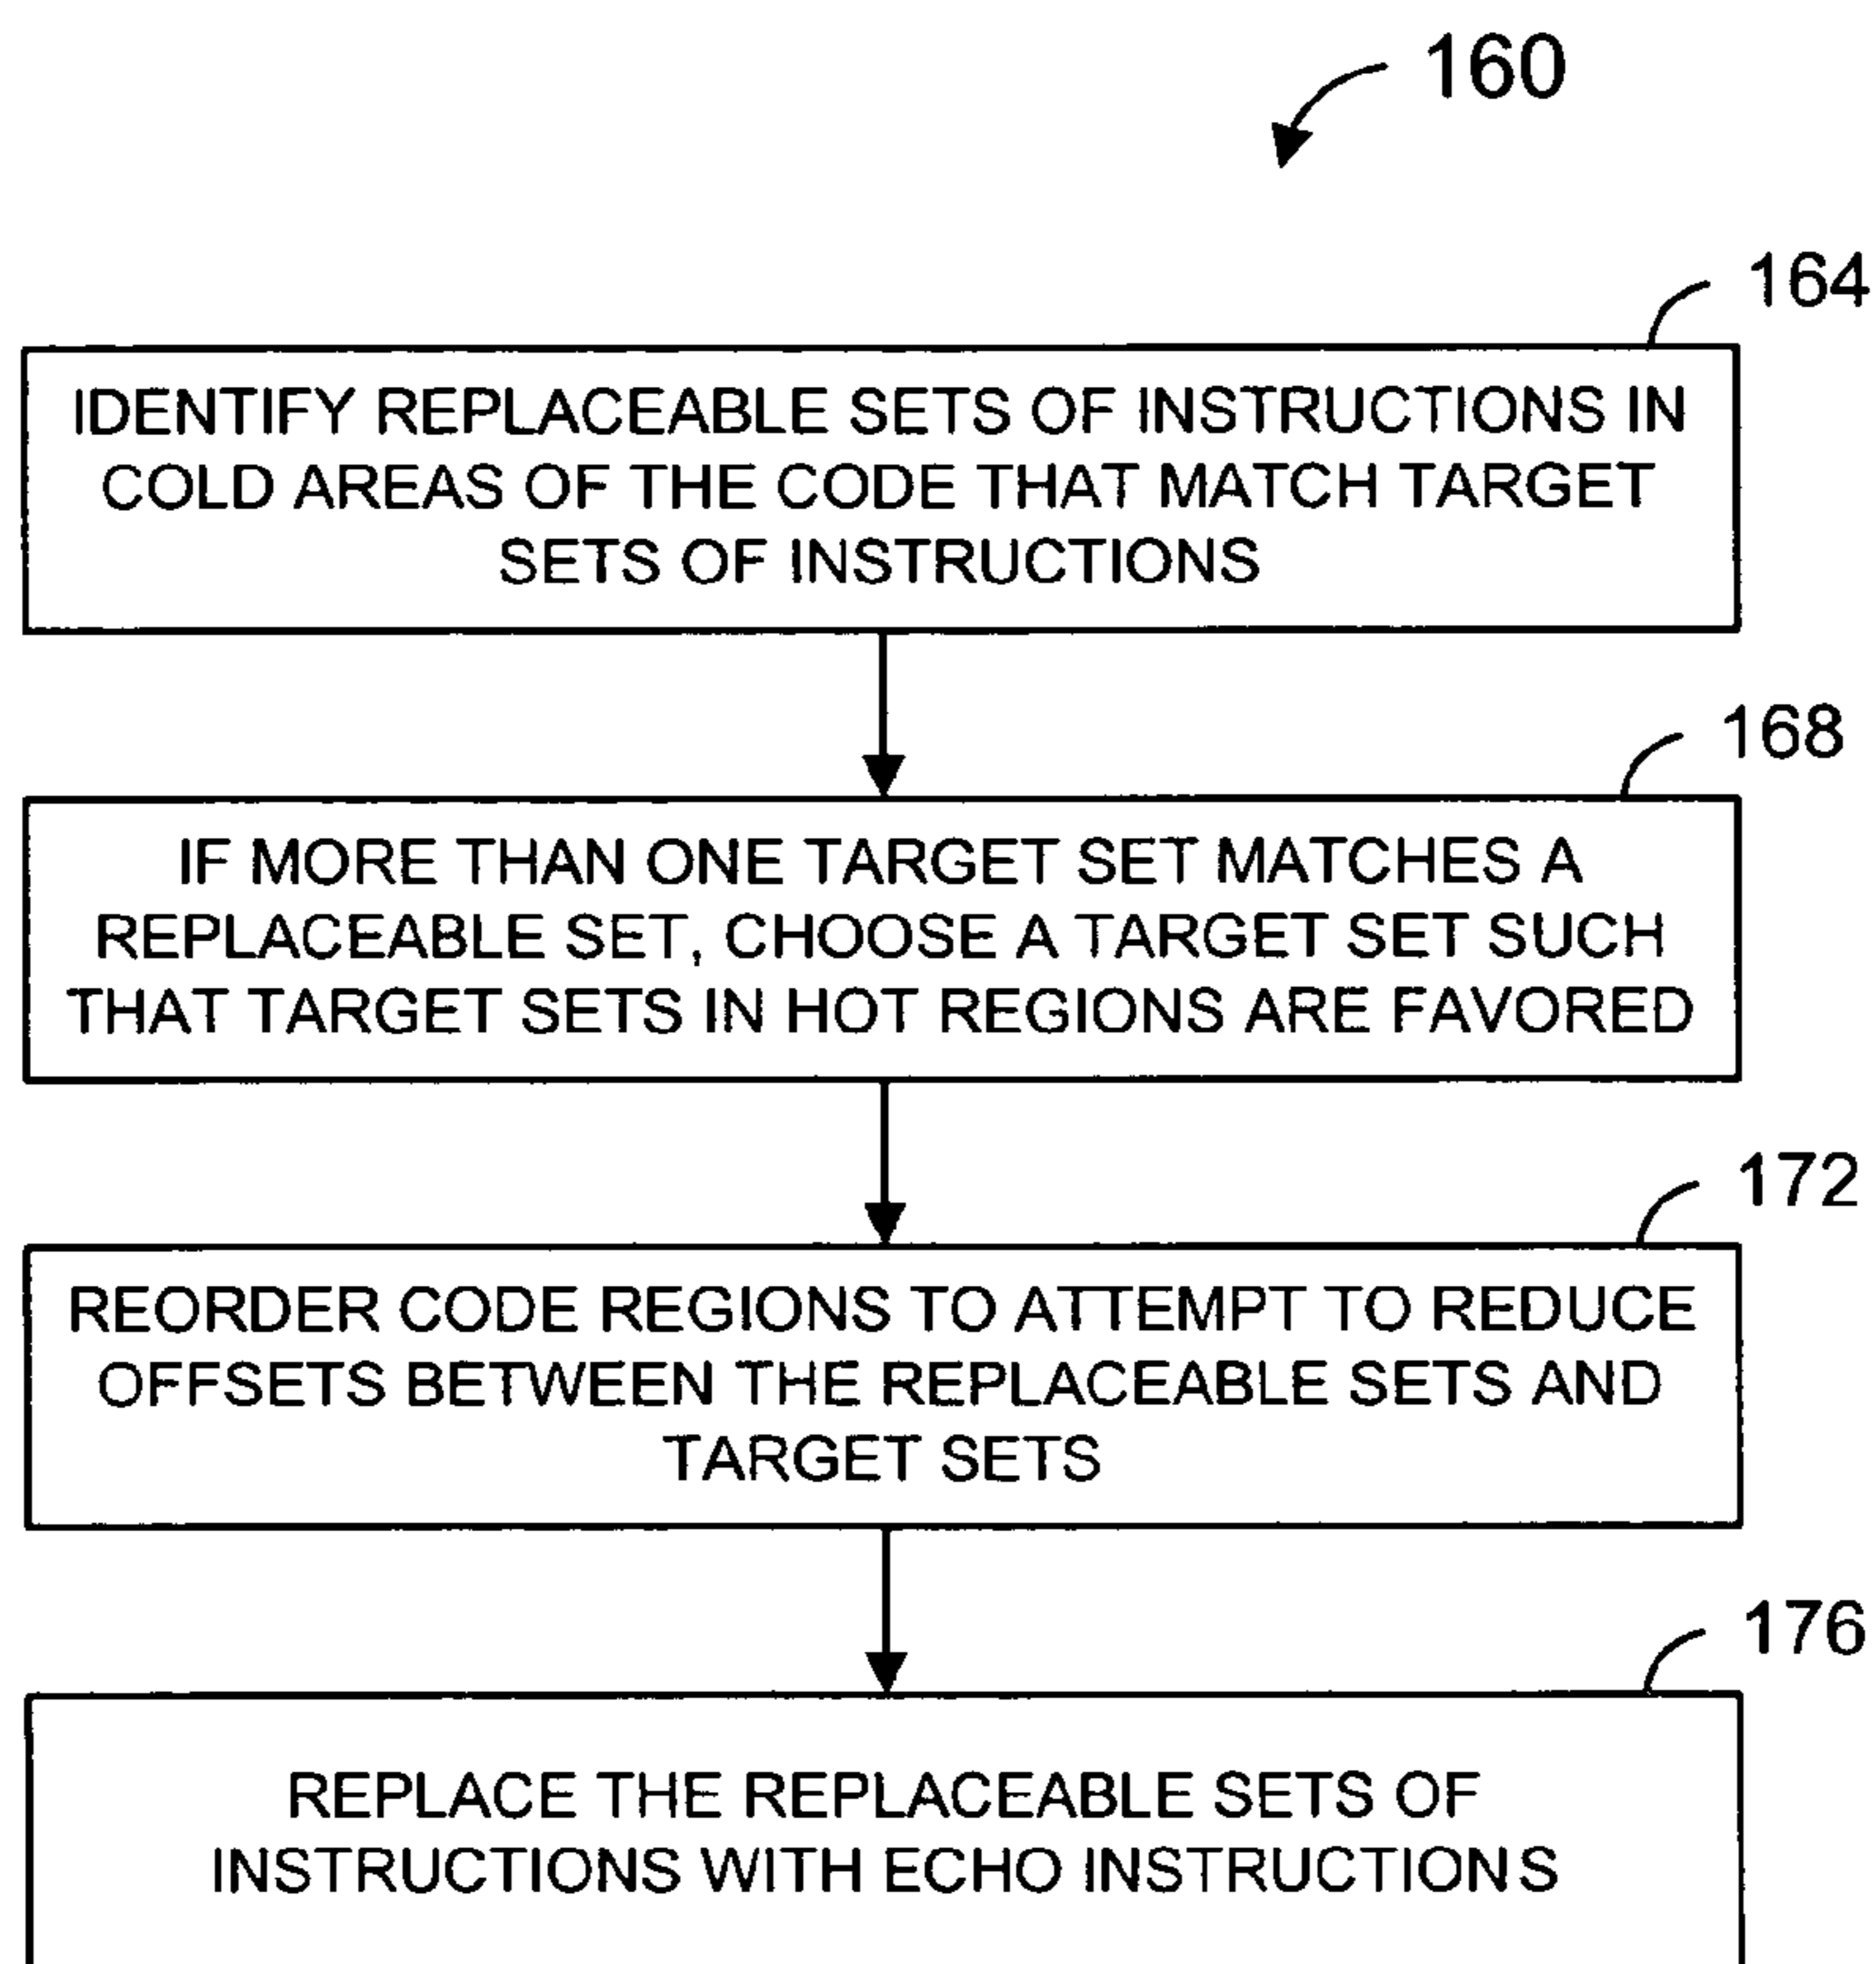 160
164
IDENTIFY REPLACEABLE SETS OF INSTRUCTIONS IN
COLD AREAS OF THE CODE THAT MATCH TARGET
SETS OF INSTRUCTIONS
168
IF MORE THAN ONE TARGET SET MATCHES A
REPLACEABLE SET, CHOOSE A TARGET SET SUCH
THAT TARGET SETS IN HOT REGIONS ARE FAVORED
172
REORDER CODE REGIONS TO ATTEMPT TO REDUCE
OFFSETS BETWEEN THE REPLACEABLE SETS AND
TARGET SETS
176
REPLACE THE REPLACEABLE SETS OF
INSTRUCTIONS WITH ECHO INSTRUCTIONS